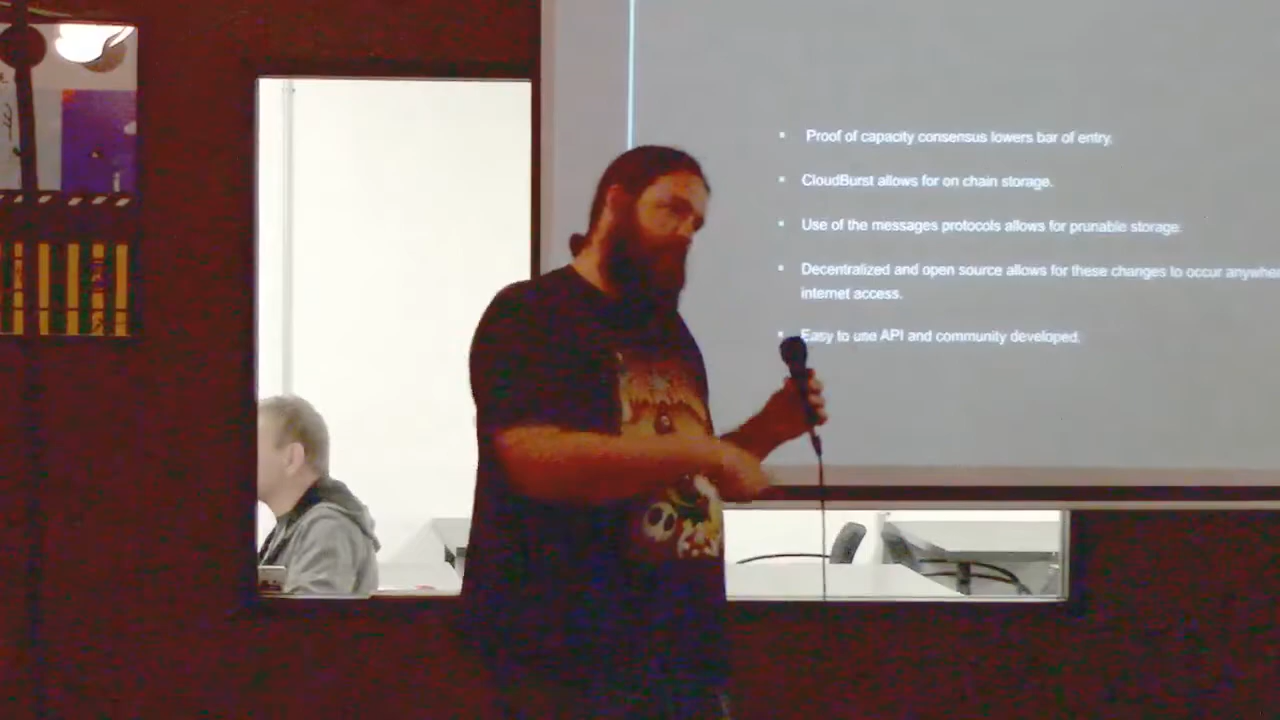 Proof of capacity consensus lowers bar of entry.
CloudBurst allows for on chain storage.
Use of the messages protocols allows for prunable storage.
Decentralized and open source allows for these changes to occur anywhere
internet access.
Easy to use API and community developed.